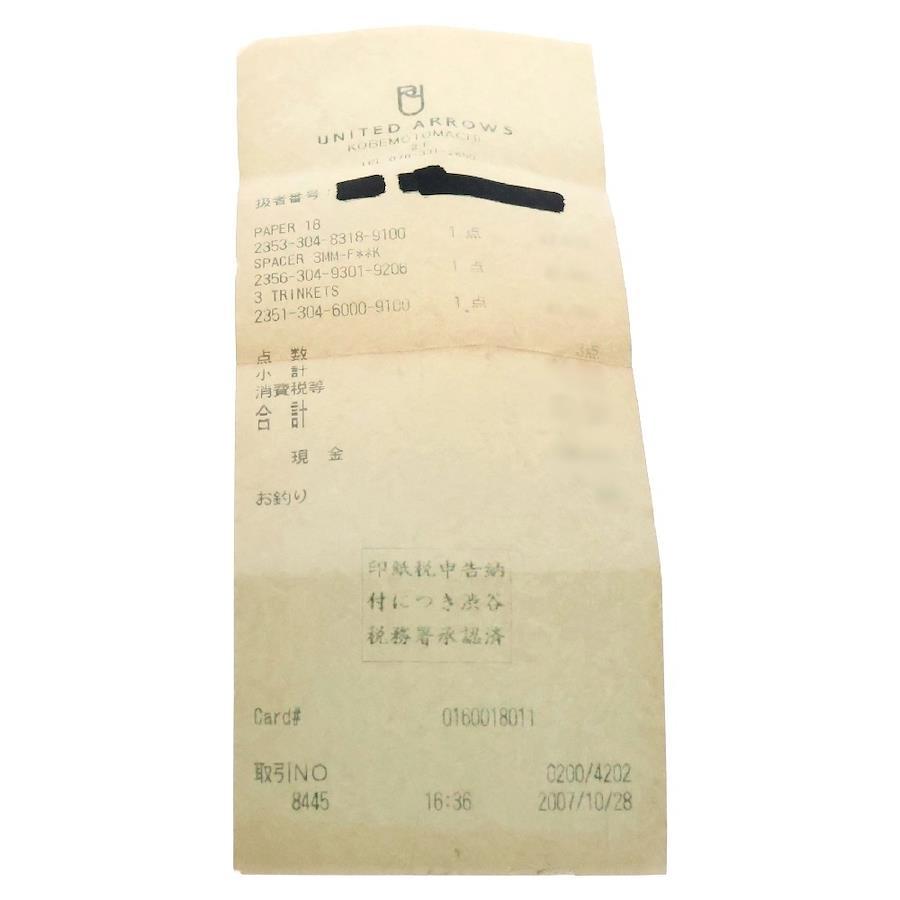 UNITED ARROWS
KOBEMOTOMACHI
TEL 078-331-
扱者番号:
PAPER 18
2353-304-8318-9100 1点
SPACER 3MM-F**K
2356-304-9301-9206 1点
3 TRINKETS
2351-304-6000-9100 1点
点 数
小 計
消費税等
合 計
現 金
お釣り
印紙税申告納
付につき渋谷
税務署承認済
Card# 0160018011
取引NO 0200/4202
8445 16:36 2007/10/28